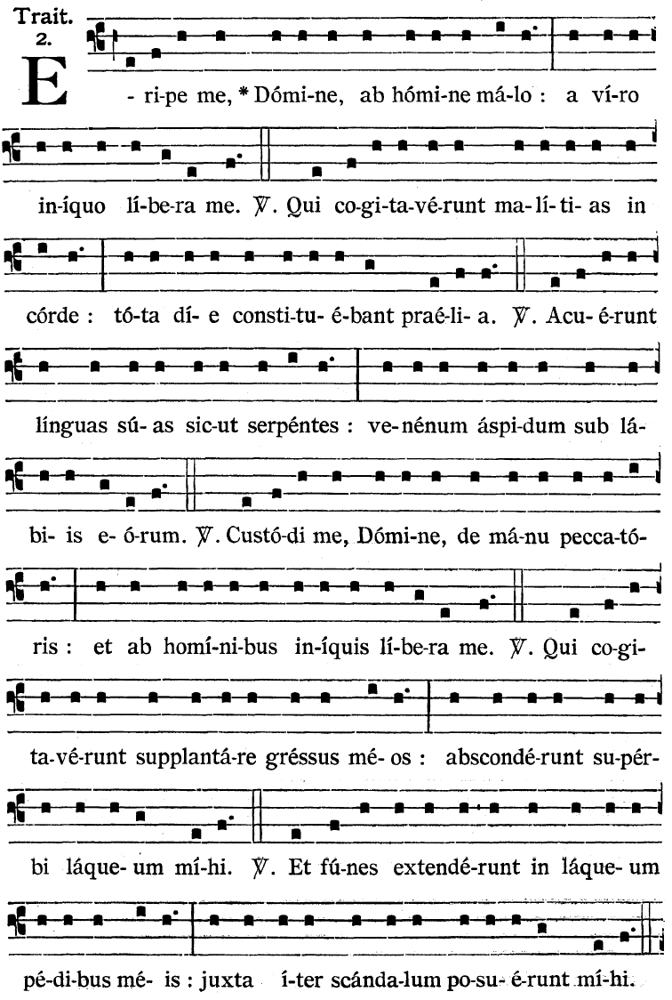 Trait.
2.
E - ri-pe me, * Dómi-ne, ab hómi-ne má-lo : a ví-ro
in-íquo lí-be-ra me. ℣. Qui co-gi-ta-vé-runt ma-lí-ti- as in
córde : tó-ta dí- e consti-tu- é-bant praé-li- a. ℣. Acu- é-runt
línguas sú- as sic-ut serpéntes : ve-nénum áspi-dum sub lá-
bi- is e- ó-rum. ℣. Custó-di me, Dómi-ne, de má-nu pecca-tó-
ris : et ab homí-ni-bus in-íquis lí-be-ra me. ℣. Qui co-gi-
ta-vé-runt supplantá-re gréssus mé- os : abscondé-runt su-pér-
bi láque- um mí-hi. ℣. Et fú-nes extendé-runt in láque- um
pé-di-bus mé- is : juxta í-ter scánda-lum po-su- é-runt mí-hi.